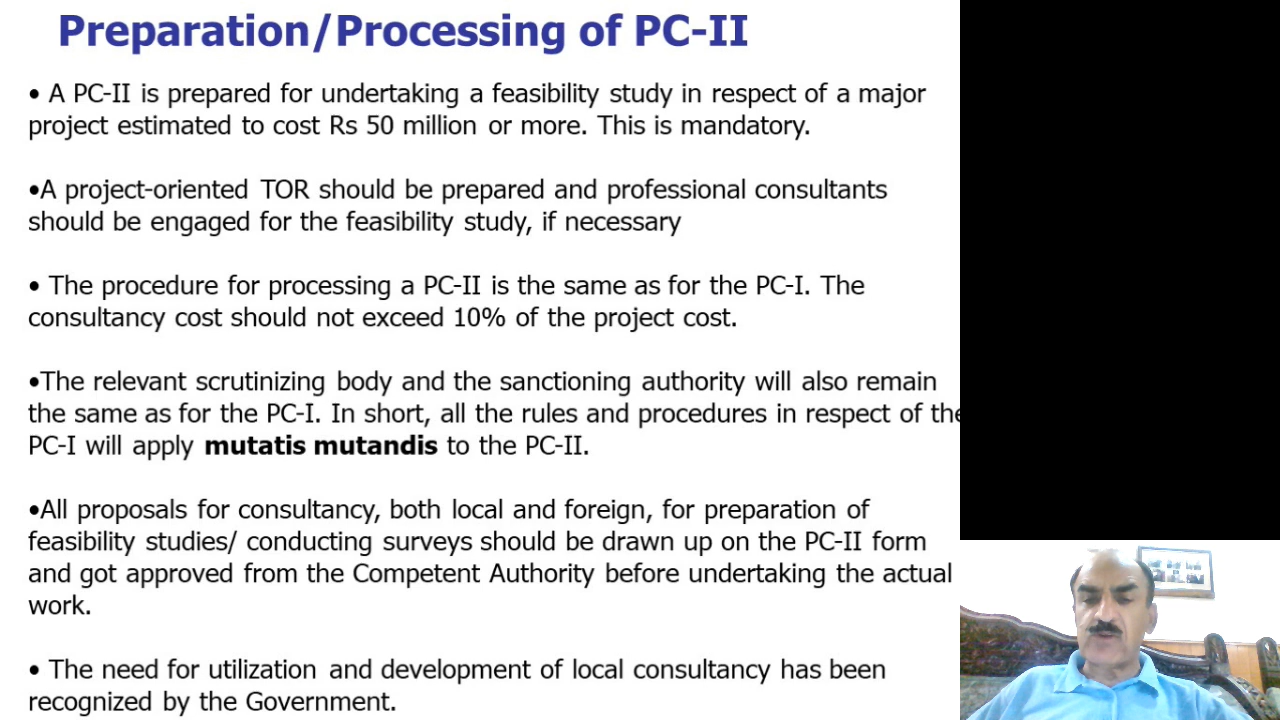 Preparation/Processing of PC-II
• A PC-II is prepared for undertaking a feasibility study in respect of a major
project estimated to cost Rs 50 million or more. This is mandatory.
•A project-oriented TOR should be prepared and professional consultants
should be engaged for the feasibility study, if necessary
• The procedure for processing a PC-II is the same as for the PC-I. The
consultancy cost should not exceed 10% of the project cost.
•The relevant scrutinizing body and the sanctioning authority will also remain
the same as for the PC-I. In short, all the rules and procedures in respect of the
PC-I will apply mutatis mutandis to the PC-II.
•All proposals for consultancy, both local and foreign, for preparation of
feasibility studies/ conducting surveys should be drawn up on the PC-II form
and got approved from the Competent Authority before undertaking the actual
work.
• The need for utilization and development of local consultancy has been
recognized by the Government.